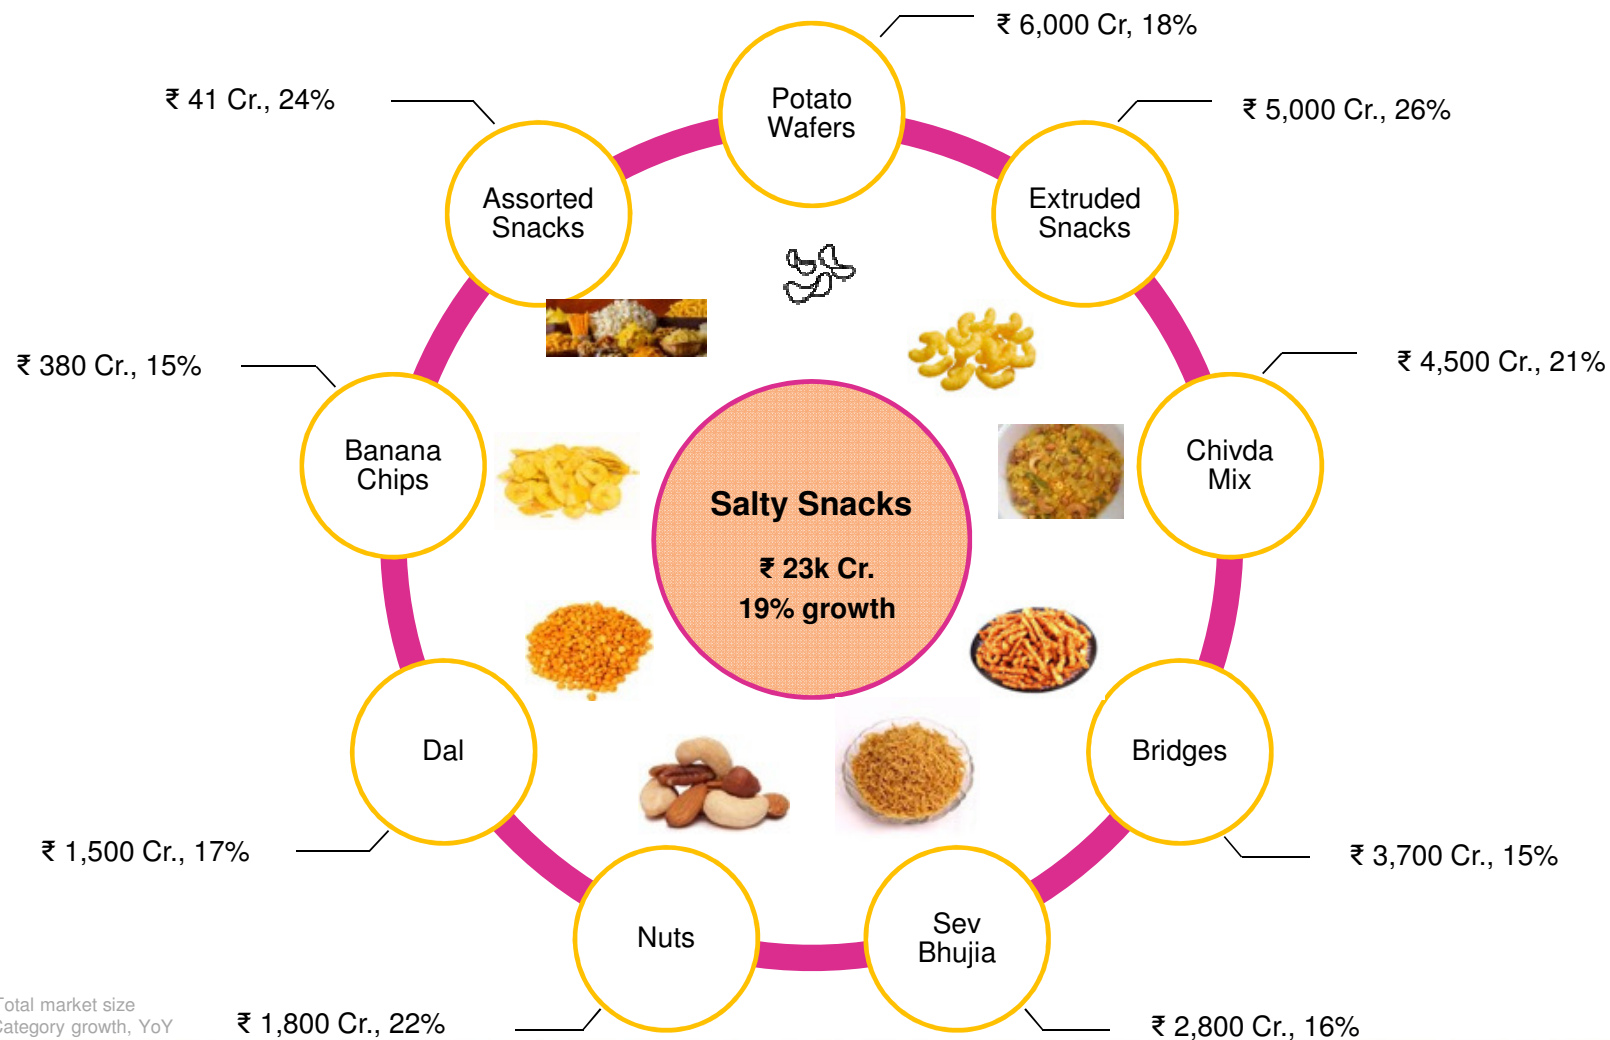 ₹ 6,000 Cr, 18%
₹ 41 Cr., 24%
₹ 5,000 Cr., 26%
Potato
Wafers
Assorted
Snacks
Extruded
Snacks
₹ 380 Cr., 15%
₹ 4,500 Cr., 21%
Banana
Chips
Chivda
Mix
Salty Snacks
₹ 23k Cr.
19% growth
Dal
Bridges
₹ 1,500 Cr., 17%
₹ 3,700 Cr., 15%
Nuts
Sev
Bhujia
Total market size
Category growth, YoY
₹ 1,800 Cr., 22%
₹ 2,800 Cr., 16%